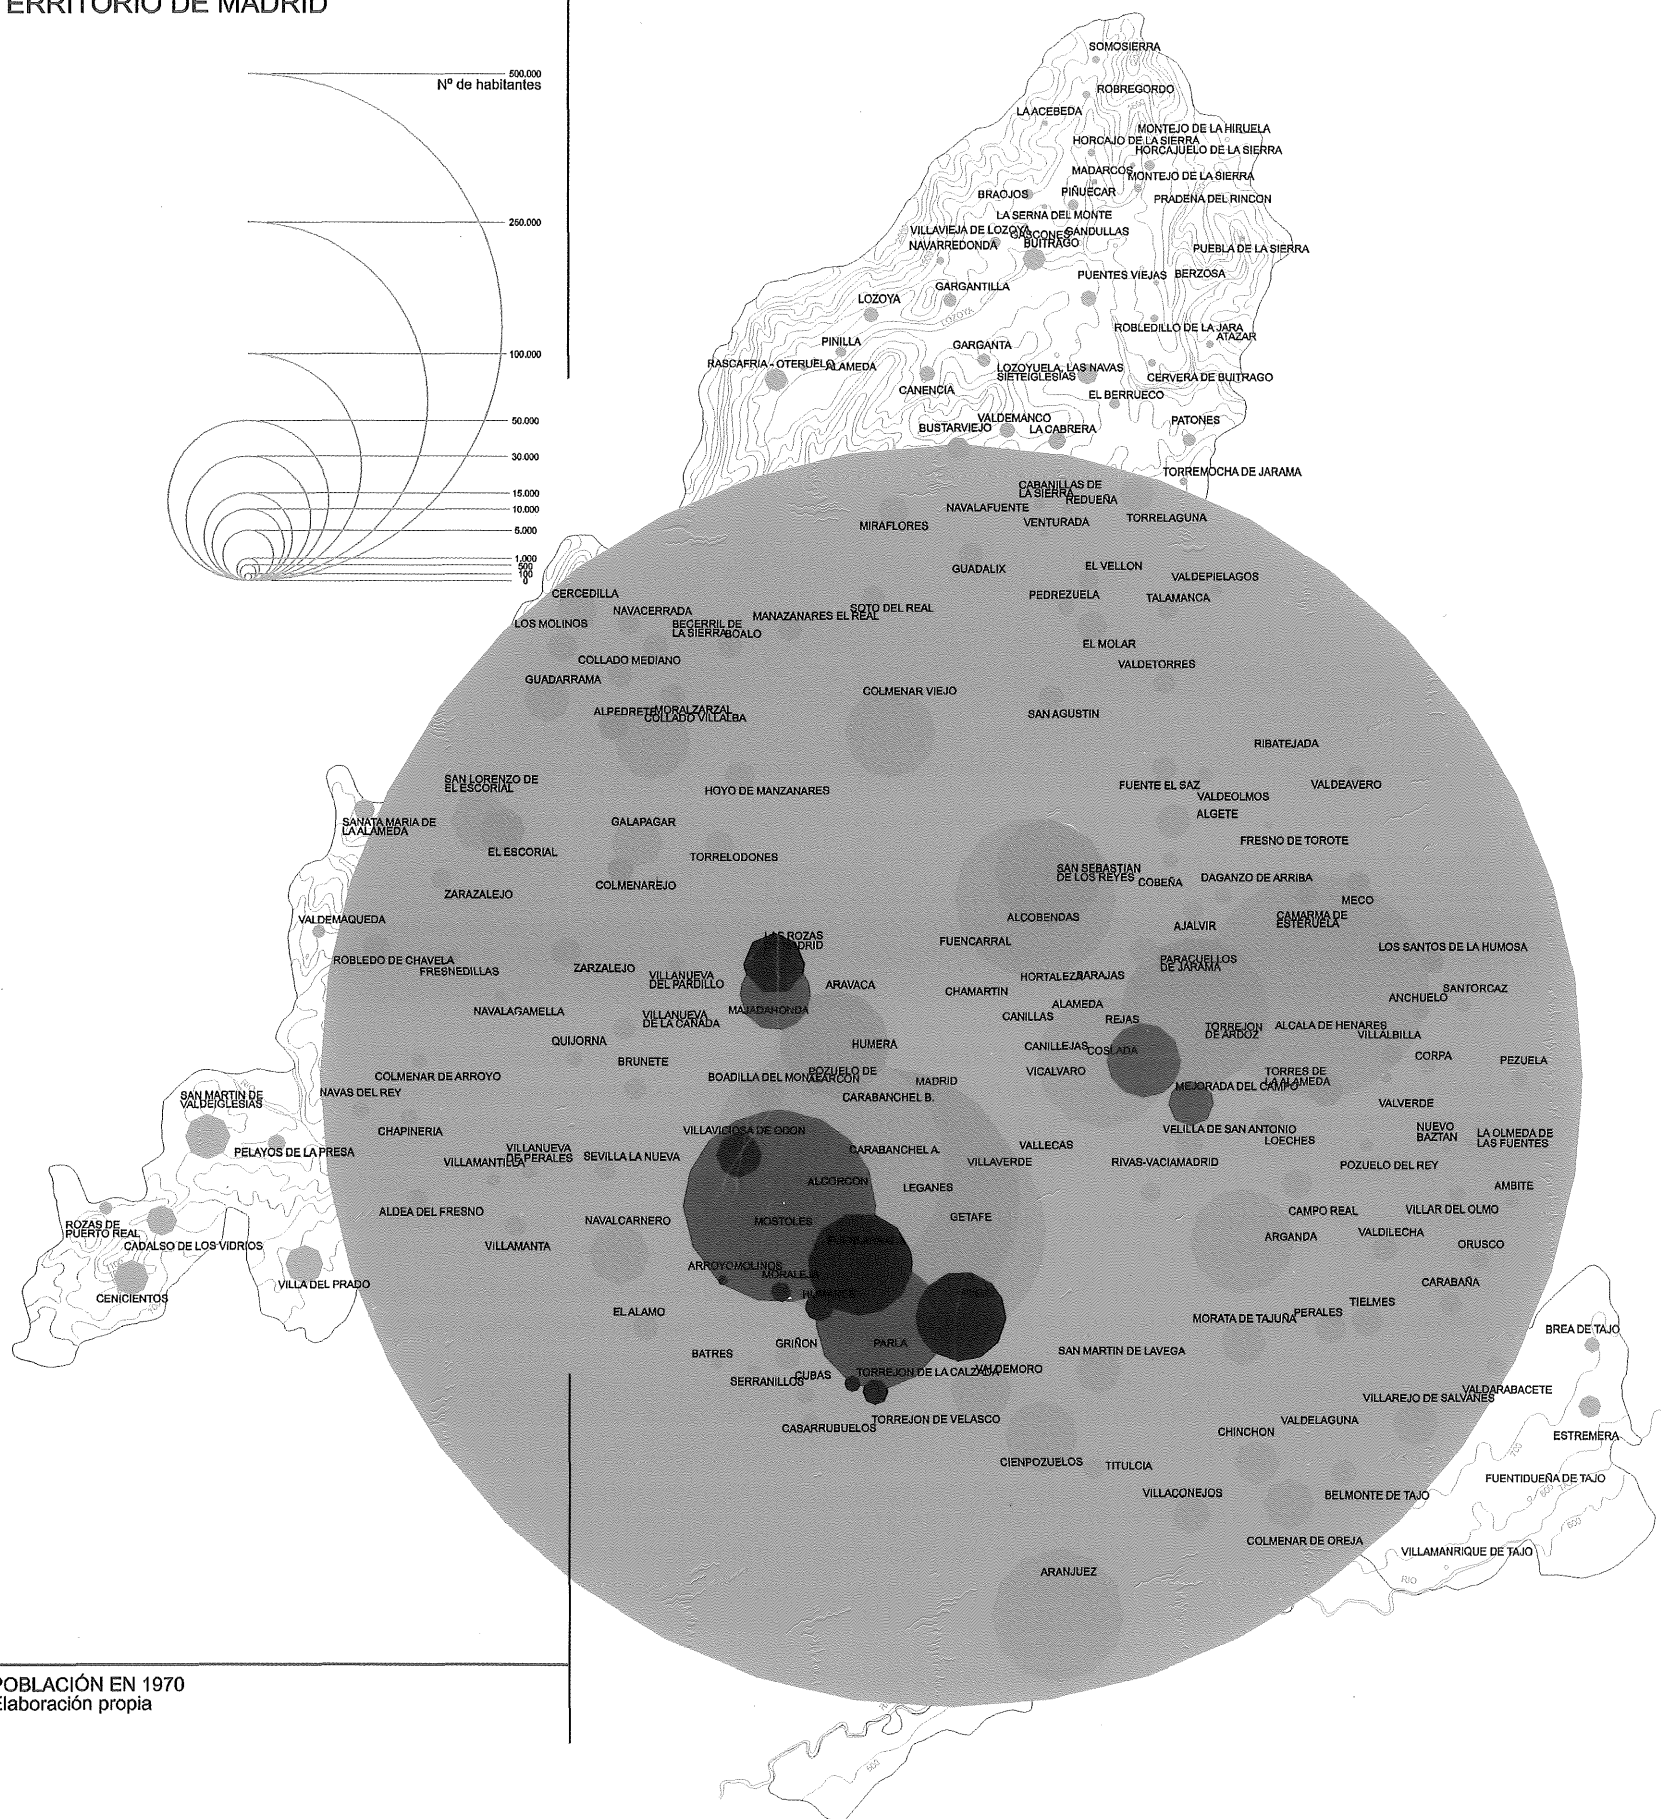 ERRITORIO DE MADRID
500.000
Nº de habitantes
250.000
100.000
50.000
30.000
15.000
10.000
5.000
1.000
500
100
0
SOMOSIERRA
ROBREGORDO
LA ACEBEDA
MONTEJO DE LA HIRUELA
HORCAJO DE LA SIERRA
HORCAJUELO DE LA SIERRA
MADARCOS
MONTEJO DE LA SIERRA
BRAOJOS
PIÑUECAR
PRADENA DEL RINCON
LA SERNA DEL MONTE
VILLAVIEJA DE LOZOYA
GASCONES
GANDULLAS
NAVARREDONDA
BUITRAGO
PUEBLA DE LA SIERRA
PUENTES VIEJAS
BERZOSA
GARGANTILLA
LOZOYA
LOZOYA
ROBLEDILLO DE LA JARA
ATAZAR
PINILLA
GARGANTA
RASCAFRIA - OTERUELO
ALAMEDA
LOZOYUELA, LAS NAVAS
SIETEIGLESIAS
CERVERA DE BUITRAGO
CANENCIA
EL BERRUECO
VALDEMANCO
PATONES
BUSTARVIEJO
LA CABRERA
TORREMOCHA DE JARAMA
CABANILLAS DE
LA SIERRA
REDUEÑA
NAVALAFUENTE
MIRAFLORES
VENTURADA
TORRELAGUNA
GUADALIX
EL VELLON
VALDEPIELAGOS
CERCEDILLA
PEDREZUELA
TALAMANCA
NAVACERRADA
SOTO DEL REAL
MANAZANARES EL REAL
LOS MOLINOS
BECERRIL DE
LA SIERRA
BOALO
EL MOLAR
COLLADO MEDIANO
VALDETORRES
GUADARRAMA
COLMENAR VIEJO
ALPEDRETE
MORALZARZAL
COLLADO VILLALBA
SAN AGUSTIN
RIBATEJADA
SAN LORENZO DE
EL ESCORIAL
HOYO DE MANZANARES
FUENTE EL SAZ
VALDEAVERO
VALDEOLMOS
ALGETE
SANATA MARIA DE
LA ALAMEDA
GALAPAGAR
FRESNO DE TOROTE
EL ESCORIAL
TORRELODONES
SAN SEBASTIAN
DE LOS REYES
COBEÑA
DAGANZO DE ARRIBA
COLMENAREJO
ZARAZALEJO
MECO
VALDEMAQUEDA
ALCOBENDAS
CAMARMA DE
ESTERUELA
AJALVIR
LAS ROZAS
FUENCARRAL
LOS SANTOS DE LA HUMOSA
ROBLEDO DE CHAVELA
FRESNEDILLAS
ZARZALEJO
VILLANUEVA
DEL PARDILLO
PARACUELLOS
DE JARAMA
HORTALEZA
BARAJAS
ARAVACA
CHAMARTIN
SANTORCAZ
ANCHUELO
ALAMEDA
NAVALAGAMELLA
MAJADAHONDA
VILLANUEVA
DE LA CAÑADA
CANILLAS
REJAS
TORREJON
DE ARDOZ
ALCALA DE HENARES
VILLALBILLA
QUIJORNA
HUMERA
CANILLEJAS
COSLADA
CORPA
PEZUELA
BRUNETE
COLMENAR DE ARROYO
BOADILLA DEL MONTE
POZUELO DE
ALARCON
MADRID
VICALVARO
TORRES DE
LA ALAMEDA
MEJORADA DEL CAMPO
NAVAS DEL REY
CARABANCHEL B.
VALVERDE
SAN MARTIN DE
VALDEIGLESIAS
CHAPINERIA
VILLAVICIOSA DE ODON
VELILLA DE SAN ANTONIO
LOECHES
NUEVO
BAZTAN
LA OLMEDA DE
LAS FUENTES
PELAYOS DE LA PRESA
VILLAMANTILLA
VILLANUEVA
DE PERALES
SEVILLA LA NUEVA
CARABANCHEL A.
VALLECAS
VILLAVERDE
RIVAS-VACIAMADRID
POZUELO DEL REY
ALCORCON
LEGANES
AMBITE
ALDEA DEL FRESNO
ROZAS DE
PUERTO REAL
NAVALCARNERO
MOSTOLES
GETAFE
CAMPO REAL
VILLAR DEL OLMO
CADALSO DE LOS VIDRIOS
VILLAMANTA
ARGANDA
VALDILECHA
ORUSCO
ARROYOMOLINOS
VILLA DEL PRADO
CARABAÑA
CENICIENTOS
EL ALAMO
MORATA DE TAJUÑA
PERALES
TIELMES
BREA DE TAJO
GRIÑON
PARLA
BATRES
SAN MARTIN DE LAVEGA
CUBAS
SERRANILLOS
TORREJON DE LA CALZADA
VALDEMORO
VALDARABACETE
VILLAREJO DE SALVANES
TORREJON DE VELASCO
CASARRUBUELOS
VALDELAGUNA
CHINCHON
ESTREMERA
CIENPOZUELOS
TITULCIA
FUENTIDUEÑA DE TAJO
VILLACONEJOS
BELMONTE DE TAJO
COLMENAR DE OREJA
VILLAMANRIQUE DE TAJO
ARANJUEZ
RIO
600
600
POBLACIÓN EN 1970
Elaboración propia